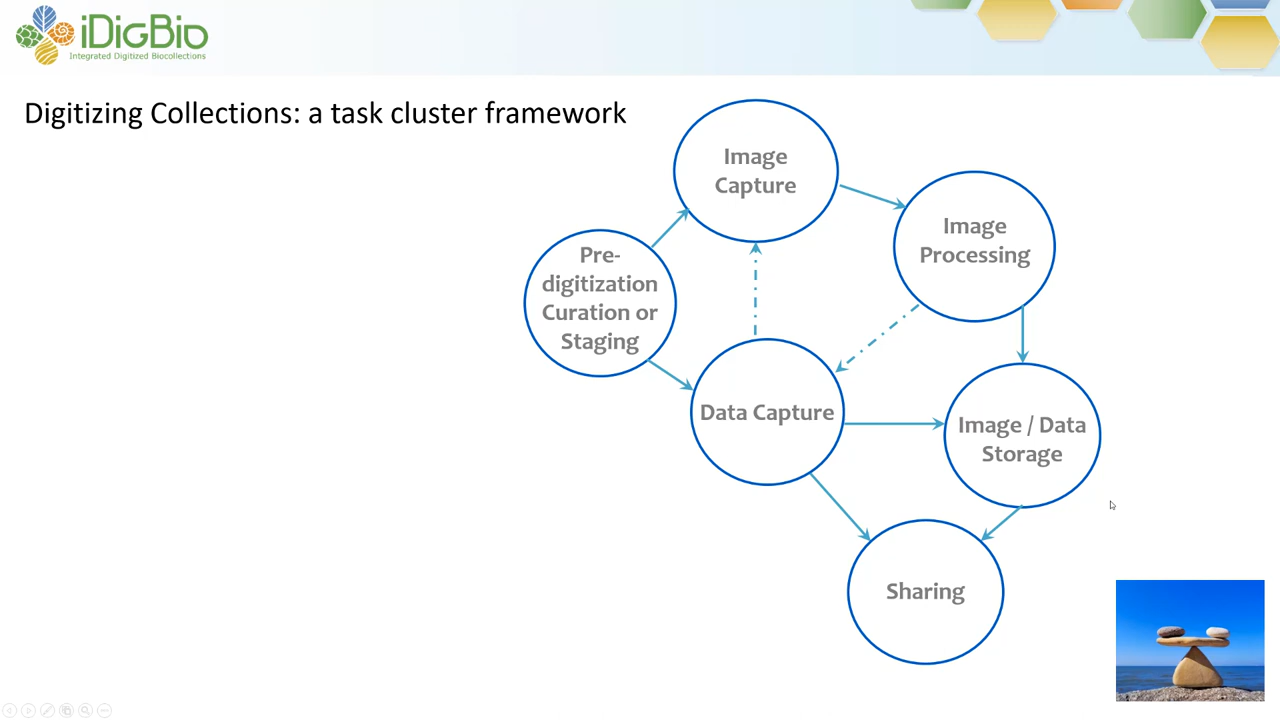 iDigBio
Integrated Digitized Biocollections
Digitizing Collections: a task cluster framework
Image
Capture
Image
Processing
Pre-
digitization
Curation or
Staging
Data Capture
Image / Data
Storage
Sharing